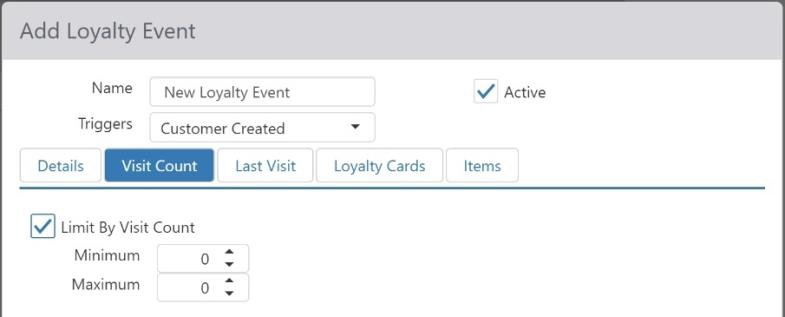 Add Loyalty Event
Name New Loyalty Event Active
Triggers Customer Created
Details Visit Count Last Visit Loyalty Cards Items
Limit By Visit Count
Minimum 0
Maximum 0